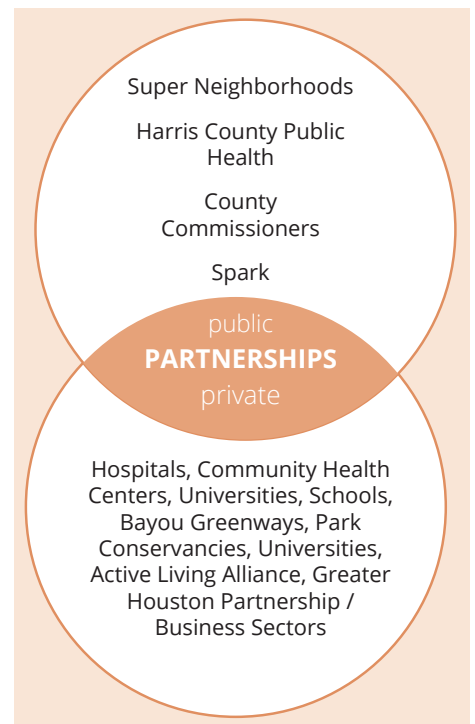 Super Neighborhoods
Harris County Public
Health
County
Commissioners
Spark
public
PARTNERSHIPS
private
Hospitals, Community Health
Centers, Universities, Schools,
Bayou Greenways, Park
Conservancies, Universities,
Active Living Alliance, Greater
Houston Partnership /
Business Sectors